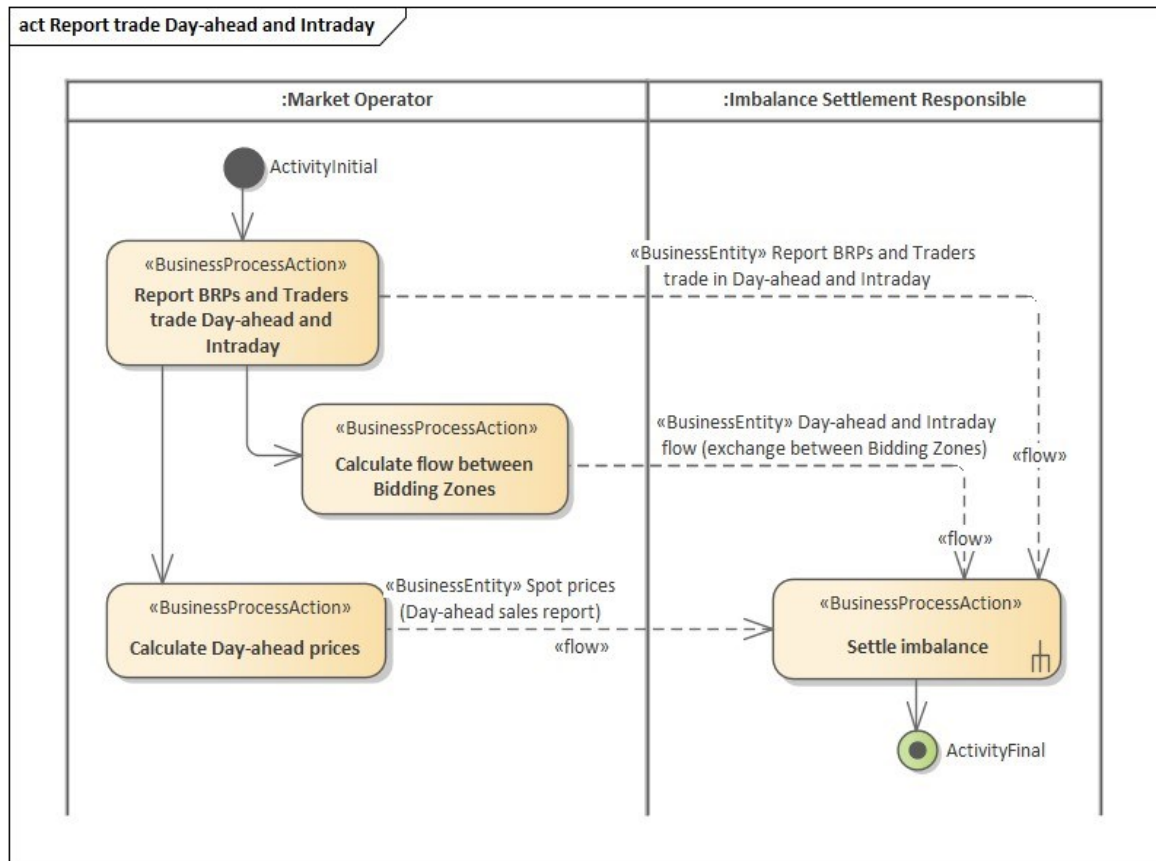 act Report trade Day-ahead and Intraday
:Market Operator
:Imbalance Settlement Responsible
ActivityInitial
«BusinessProcessAction»
Report BRPs and Traders
trade Day-ahead and
Intraday
«BusinessEntity» Report BRPs and Traders
trade in Day-ahead and Intraday
«BusinessProcessAction»
Calculate flow between
Bidding Zones
«BusinessEntity» Day-ahead and Intraday
flow (exchange between Bidding Zones)
«flow»
«flow»
«BusinessProcessAction»
Calculate Day-ahead prices
«BusinessEntity» Spot prices
(Day-ahead sales report)
«flow»
«BusinessProcessAction»
Settle imbalance
ActivityFinal